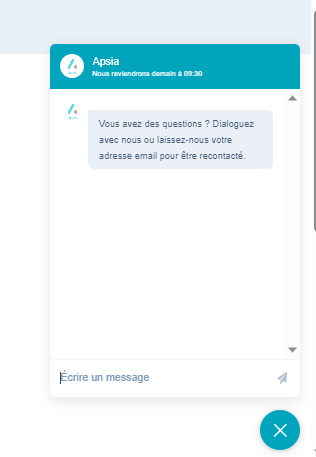 Apsia
Nous reviendrons demain à 09:30
Vous avez des questions ? Dialoguez
avec nous ou laissez-nous votre
adresse email pour être recontacté.
Écrire un message